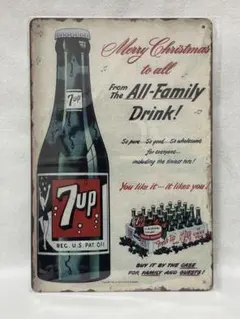 Merry Christmas
to all
From
The All-Family
Drink!
So pure... So good... So wholesome
for everyone...
including the tiniest tots!
You like it—it likes you!
7up
7up
REG. U.S. PAT. OFF
BUY IT BY THE CASE
FOR FAMILY AND GUESTS!